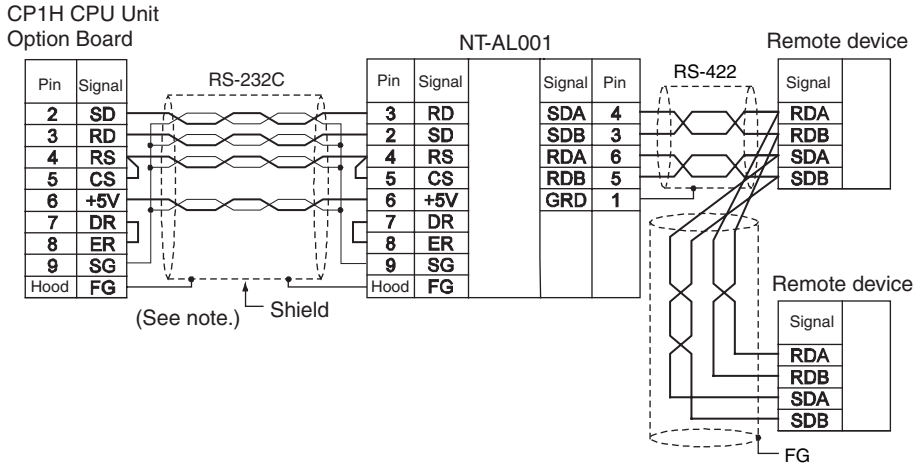 CP1H CPU Unit
Option Board
Pin Signal
2 SD
3 RD
4 RS
5 CS
6 +5V
7 DR
8 ER
9 SG
Hood FG
RS-232C
(See note.)
Shield
NT-AL001
Pin Signal
3 RD
2 SD
4 RS
5 CS
6 +5V
7 DR
8 ER
9 SG
Hood FG
Signal Pin
SDA 4
SDB 3
RDA 6
RDB 5
GRD 1
RS-422
Remote device
Signal
RDA
RDB
SDA
SDB
Remote device
Signal
RDA
RDB
SDA
SDB
FG